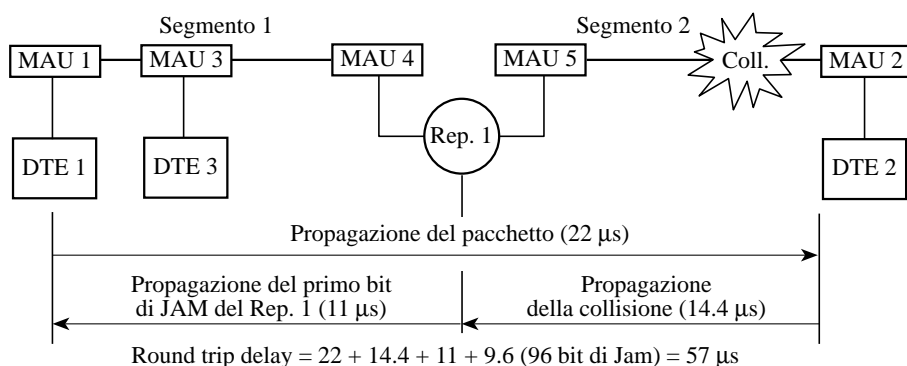 Segmento 1
Segmento 2
MAU 1
MAU 3
MAU 4
MAU 5
Coll.
MAU 2
Rep. 1
DTE 1
DTE 3
DTE 2
Propagazione del pacchetto (22 μs)
Propagazione del primo bit
di JAM del Rep. 1 (11 μs)
Propagazione
della collisione (14.4 μs)
Round trip delay = 22 + 14.4 + 11 + 9.6 (96 bit di Jam) = 57 μs